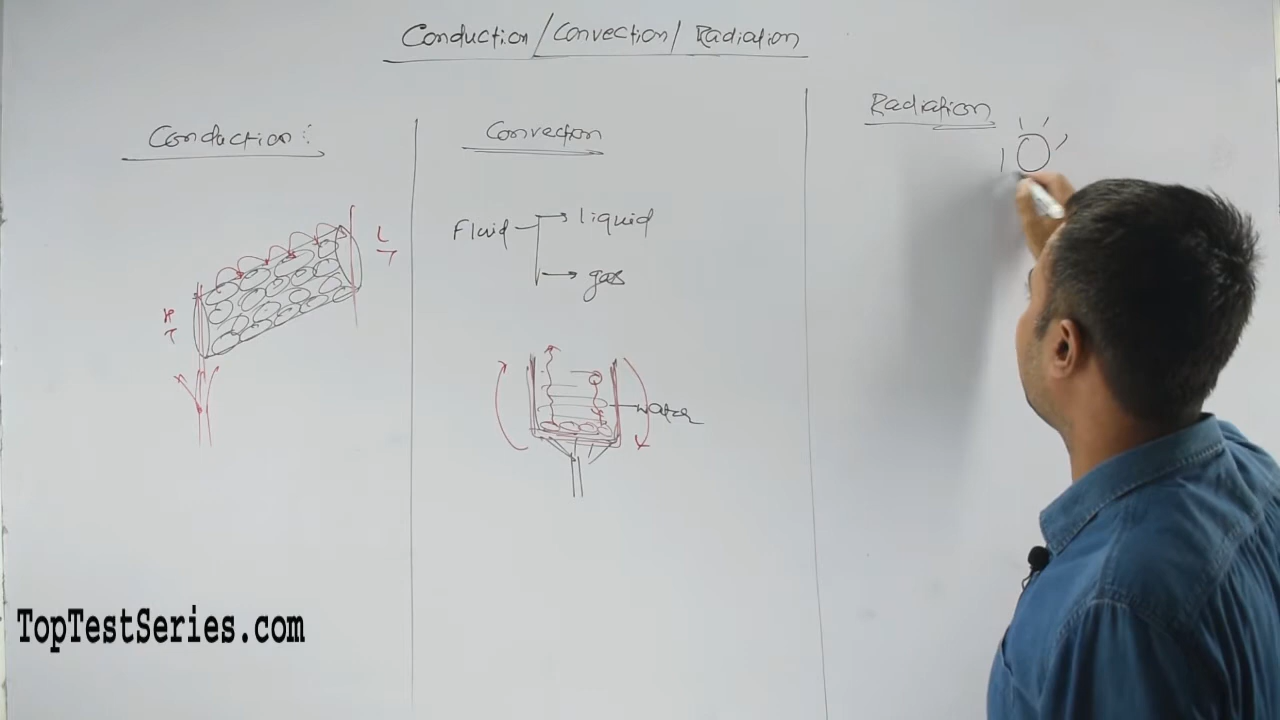 Conduction/Convection/Radiation
Conduction:
H
T
L
T
Convection
Fluid
liquid
gas
water
Radiation
TopTestSeries.com